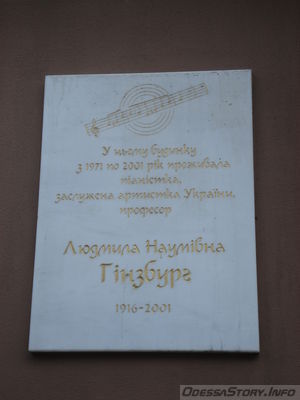 У цьому будинку
з 1971 по 2001 рік проживала
піаністка,
заслужена артистка України,
професор
Людмила Наумівна
Гінзбург
1916-2001
OdessaStory.Info